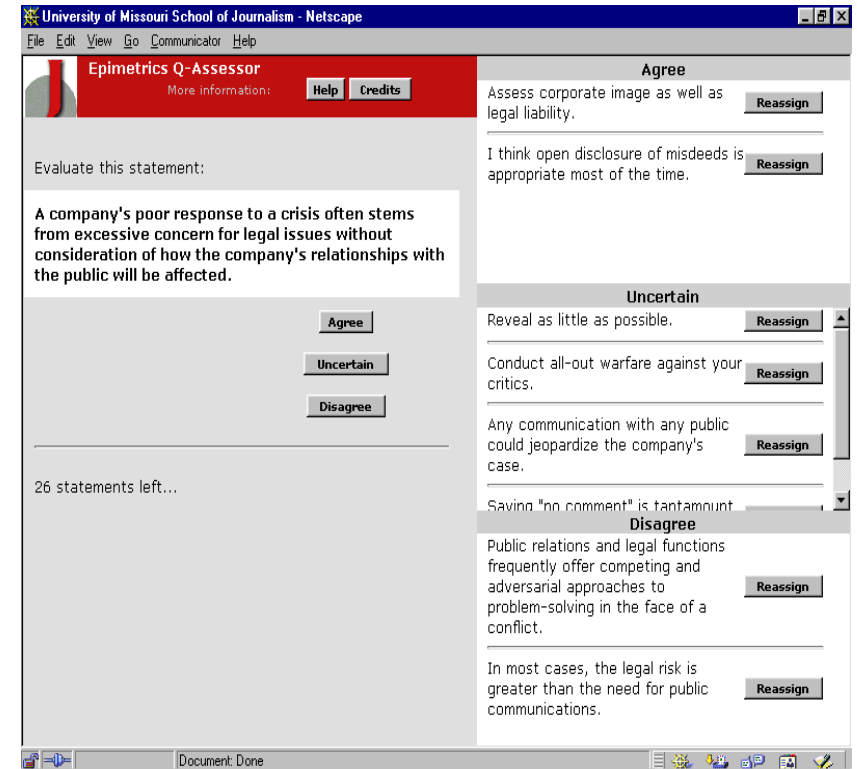 University of Missouri School of Journalism - Netscape
File Edit View Go Communicator Help
Epimetrics Q-Assessor
More information:
Help
Credits
Evaluate this statement:
A company's poor response to a crisis often stems
from excessive concern for legal issues without
consideration of how the company's relationships with
the public will be affected.
Agree
Uncertain
Disagree
26 statements left...
Agree
Assess corporate image as well as
legal liability.
Reassign
I think open disclosure of misdeeds is
appropriate most of the time.
Reassign
Uncertain
Reveal as little as possible.
Reassign
Conduct all-out warfare against your
critics.
Reassign
Any communication with any public
could jeopardize the company's
case.
Reassign
Saying "no comment" is tantamount
Disagree
Public relations and legal functions
frequently offer competing and
adversarial approaches to
problem-solving in the face of a
conflict.
Reassign
In most cases, the legal risk is
greater than the need for public
communications.
Reassign
Document: Done